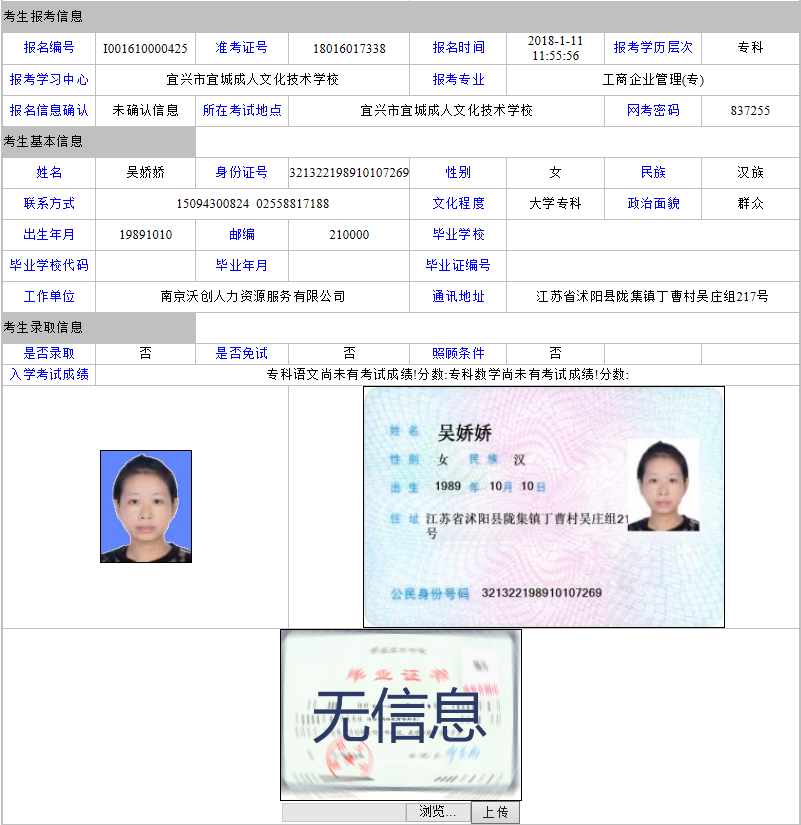 考生报考信息
报名编号 I001610000425 准考证号 18016017338 报名时间 2018-1-11 11:55:56 报考学历层次 专科
报考学习中心 宜兴市宜城成人文化技术学校 报考专业 工商企业管理(专)
报名信息确认 未确认信息 所在考试地点 宜兴市宜城成人文化技术学校 网考密码 837255
考生基本信息
姓名 吴娇娇 身份证号 321322198910107269 性别 女 民族 汉族
联系方式 15094300824 02558817188 文化程度 大学专科 政治面貌 群众
出生年月 19891010 邮编 210000 毕业学校
毕业学校代码 毕业年月 毕业证编号
工作单位 南京沃创人力资源服务有限公司 通讯地址 江苏省沭阳县陇集镇丁曹村吴庄组217号
考生录取信息
是否录取 否 是否免试 否 照顾条件 否
入学考试成绩 专科语文尚未有考试成绩!分数:专科数学尚未有考试成绩!分数:
姓名 吴娇娇
性别 女 民族 汉
出生 1989 年 10月 10日
住址 江苏省沭阳县陇集镇丁曹村吴庄组21
号
公民身份号码 321322198910107269
毕业证书
无信息
浏览... 上传